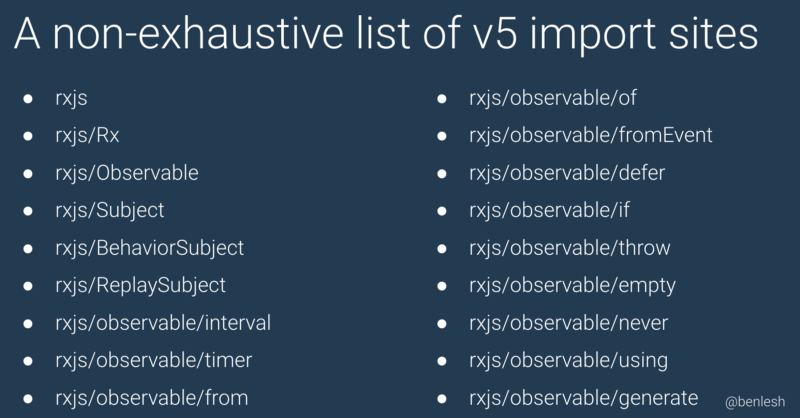 A non-exhaustive list of v5 import sites
● rxjs
● rxjs/Rx
● rxjs/Observable
● rxjs/Subject
● rxjs/BehaviorSubject
● rxjs/ReplaySubject
● rxjs/observable/interval
● rxjs/observable/timer
● rxjs/observable/from
● rxjs/observable/of
● rxjs/observable/fromEvent
● rxjs/observable/defer
● rxjs/observable/if
● rxjs/observable/throw
● rxjs/observable/empty
● rxjs/observable/never
● rxjs/observable/using
● rxjs/observable/generate
@benlesh